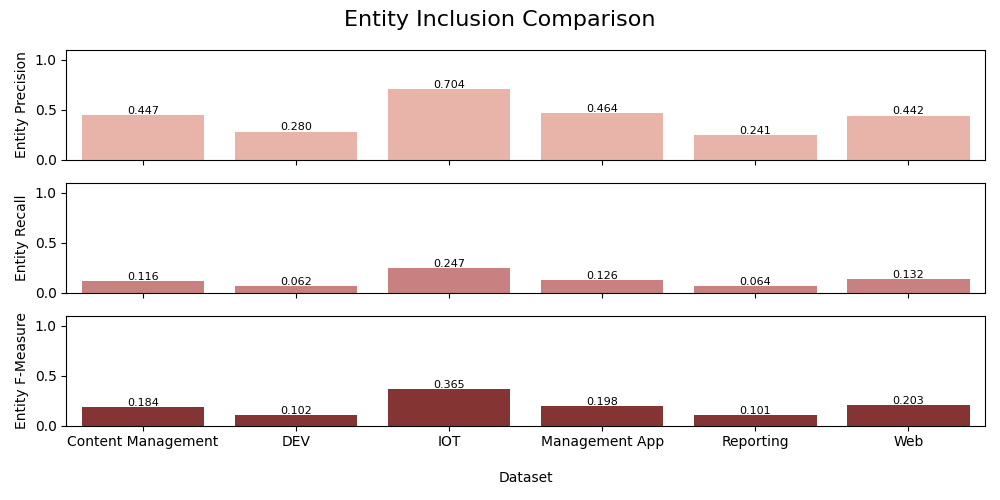 Entity Inclusion Comparison
Entity Precision
1.0
0.5
0.0
0.447
0.280
0.704
0.464
0.241
0.442
Entity Recall
1.0
0.5
0.0
0.116
0.062
0.247
0.126
0.064
0.132
Entity F-Measure
1.0
0.5
0.0
0.184
0.102
0.365
0.198
0.101
0.203
Content Management
DEV
IOT
Management App
Reporting
Web
Dataset